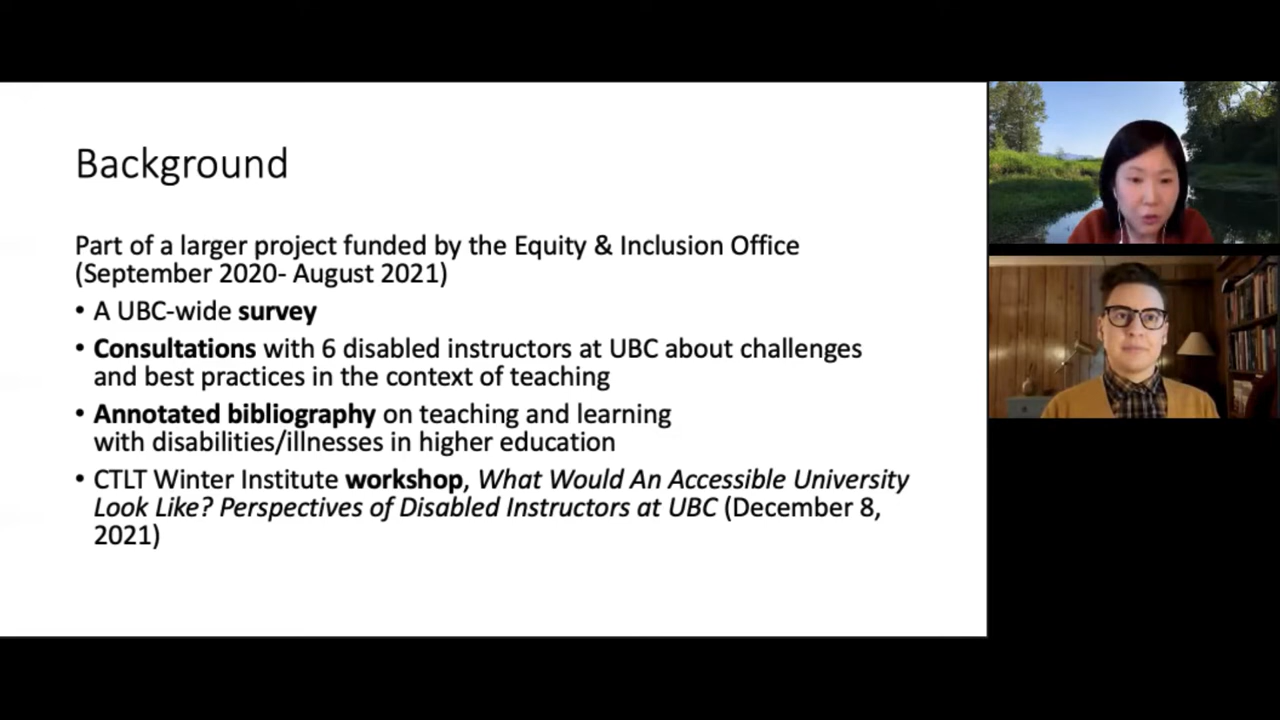 Background
Part of a larger project funded by the Equity & Inclusion Office
(September 2020- August 2021)
• A UBC-wide survey
• Consultations with 6 disabled instructors at UBC about challenges
and best practices in the context of teaching
• Annotated bibliography on teaching and learning
with disabilities/illnesses in higher education
• CTLT Winter Institute workshop, What Would An Accessible University
Look Like? Perspectives of Disabled Instructors at UBC (December 8,
2021)